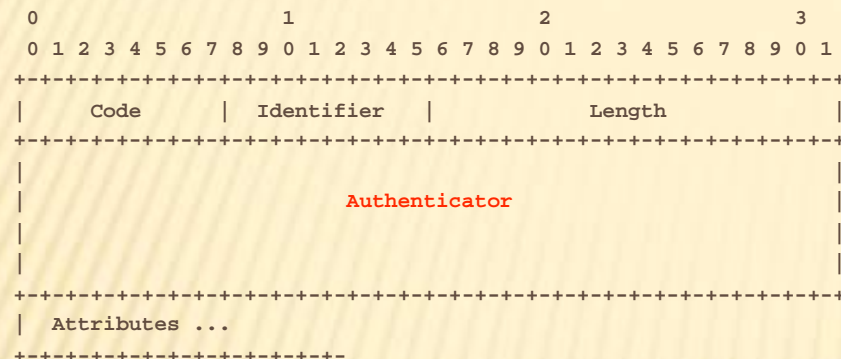 0                   1                   2                   3
0 1 2 3 4 5 6 7 8 9 0 1 2 3 4 5 6 7 8 9 0 1 2 3 4 5 6 7 8 9 0 1
+-+-+-+-+-+-+-+-+-+-+-+-+-+-+-+-+-+-+-+-+-+-+-+-+-+-+-+-+-+-+-+-+
|     Code      |  Identifier   |            Length             |
+-+-+-+-+-+-+-+-+-+-+-+-+-+-+-+-+-+-+-+-+-+-+-+-+-+-+-+-+-+-+-+-+
|                                                               |
|                         Authenticator                         |
|                                                               |
|                                                               |
+-+-+-+-+-+-+-+-+-+-+-+-+-+-+-+-+-+-+-+-+-+-+-+-+-+-+-+-+-+-+-+-+
|  Attributes ...
+-+-+-+-+-+-+-+-+-+-+-+-+-